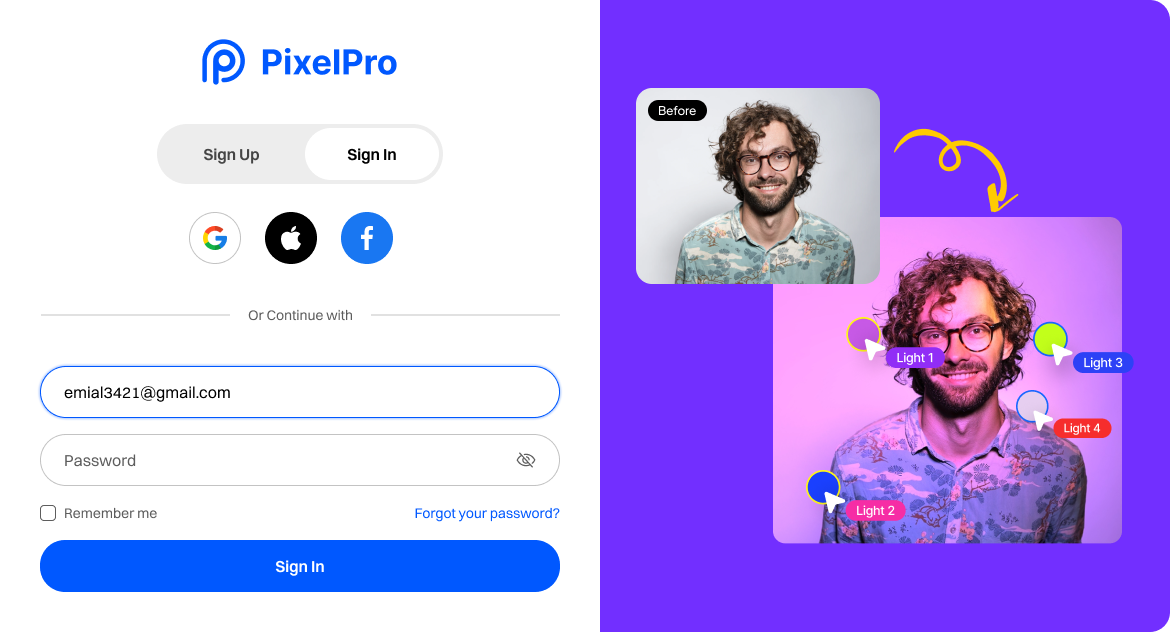 PixelPro
Sign Up
Sign In
Or Continue with
emial3421@gmail.com
Password
Remember me
Forgot your password?
Sign In
Before
Light 1
Light 3
Light 4
Light 2